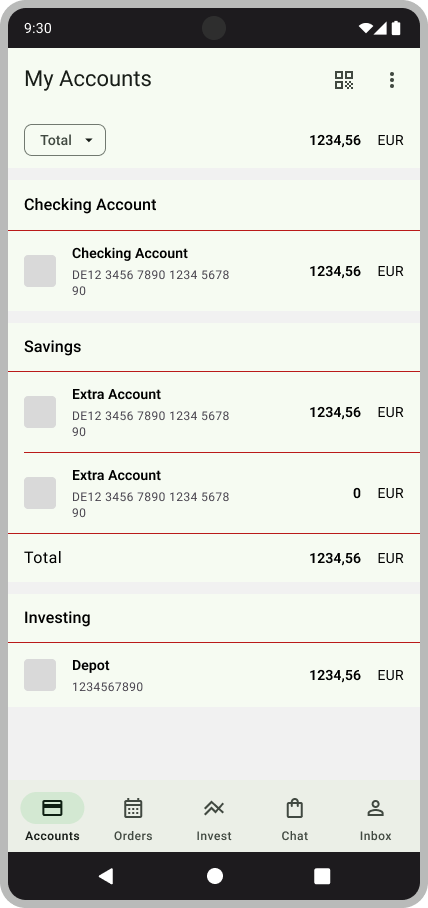 9:30
My Accounts
Total 1234,56 EUR
Checking Account
Checking Account
DE12 3456 7890 1234 5678
90
1234,56 EUR
Savings
Extra Account
DE12 3456 7890 1234 5678
90
1234,56 EUR
Extra Account
DE12 3456 7890 1234 5678
90
0 EUR
Total 1234,56 EUR
Investing
Depot
1234567890
1234,56 EUR
Accounts Orders Invest Chat Inbox